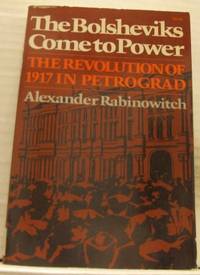 The Bolsheviks
Come to Power
THE REVOLUTION OF
1917 IN PETROGRAD
Alexander Rabinowitch